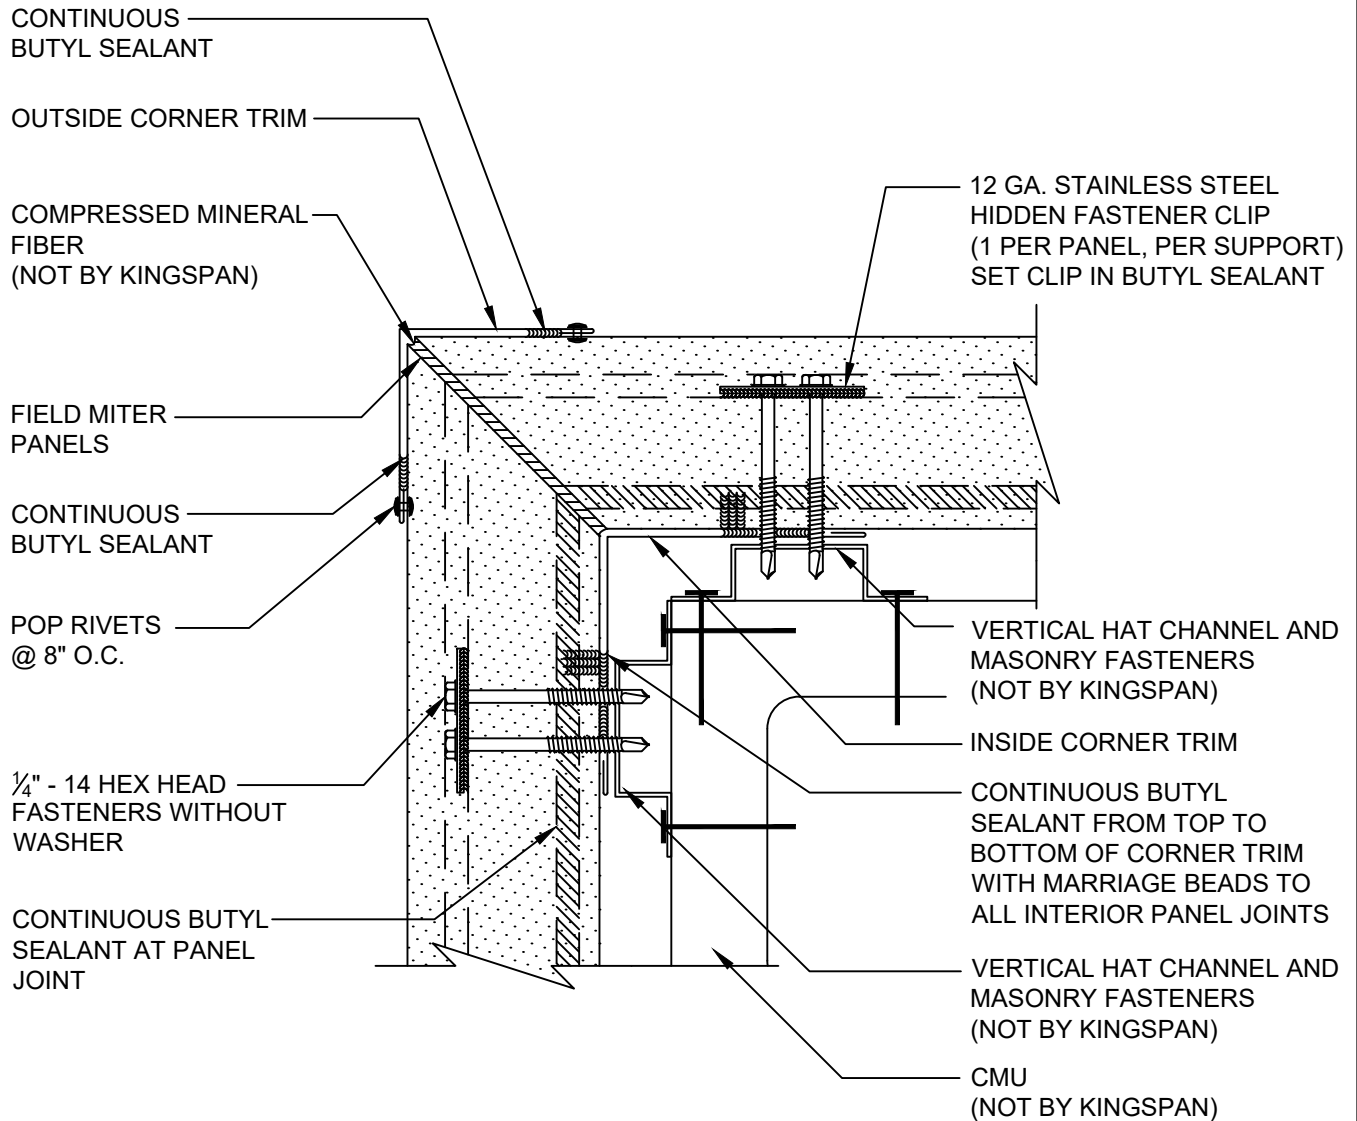 CONTINUOUS
BUTYL SEALANT
OUTSIDE CORNER TRIM
COMPRESSED MINERAL
FIBER
(NOT BY KINGSPAN)
FIELD MITER
PANELS
CONTINUOUS
BUTYL SEALANT
POP RIVETS
@ 8" O.C.
¼" - 14 HEX HEAD
FASTENERS WITHOUT
WASHER
CONTINUOUS BUTYL
SEALANT AT PANEL
JOINT
12 GA. STAINLESS STEEL
HIDDEN FASTENER CLIP
(1 PER PANEL, PER SUPPORT)
SET CLIP IN BUTYL SEALANT
VERTICAL HAT CHANNEL AND
MASONRY FASTENERS
(NOT BY KINGSPAN)
INSIDE CORNER TRIM
CONTINUOUS BUTYL
SEALANT FROM TOP TO
BOTTOM OF CORNER TRIM
WITH MARRIAGE BEADS TO
ALL INTERIOR PANEL JOINTS
VERTICAL HAT CHANNEL AND
MASONRY FASTENERS
(NOT BY KINGSPAN)
CMU
(NOT BY KINGSPAN)